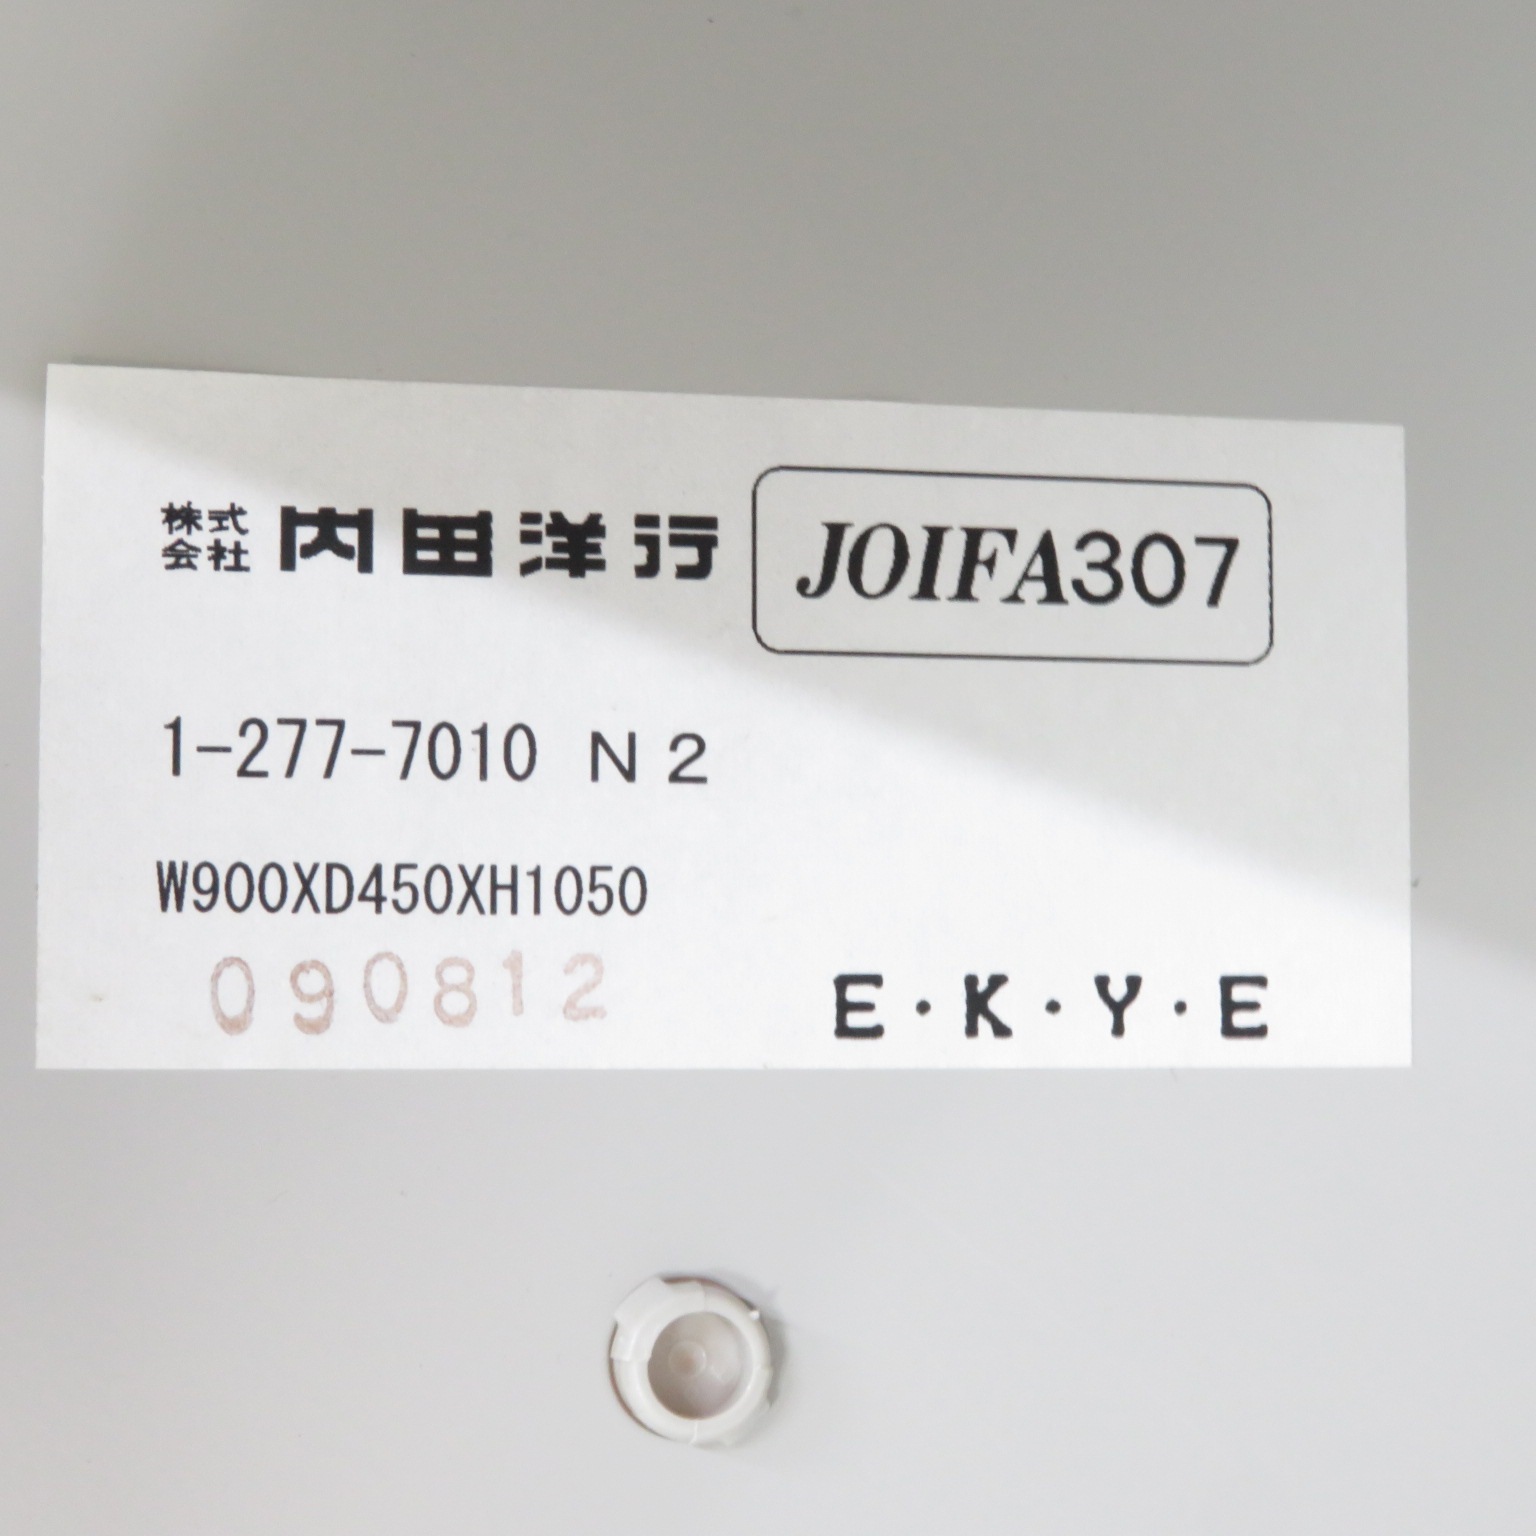 株式会社 内田洋行 JOIFA307
1-277-7010 N2
W900XD450XH1050
090812
E・K・Y・E